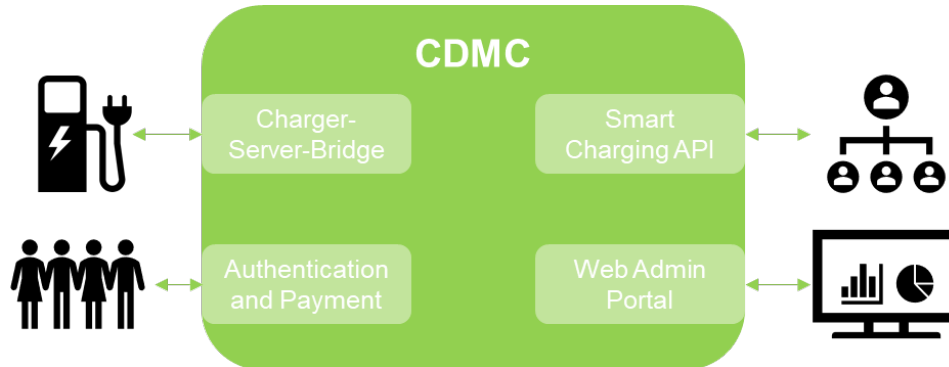 CDMC
Charger-
Server-Bridge
Smart
Charging API
Authentication
and Payment
Web Admin
Portal